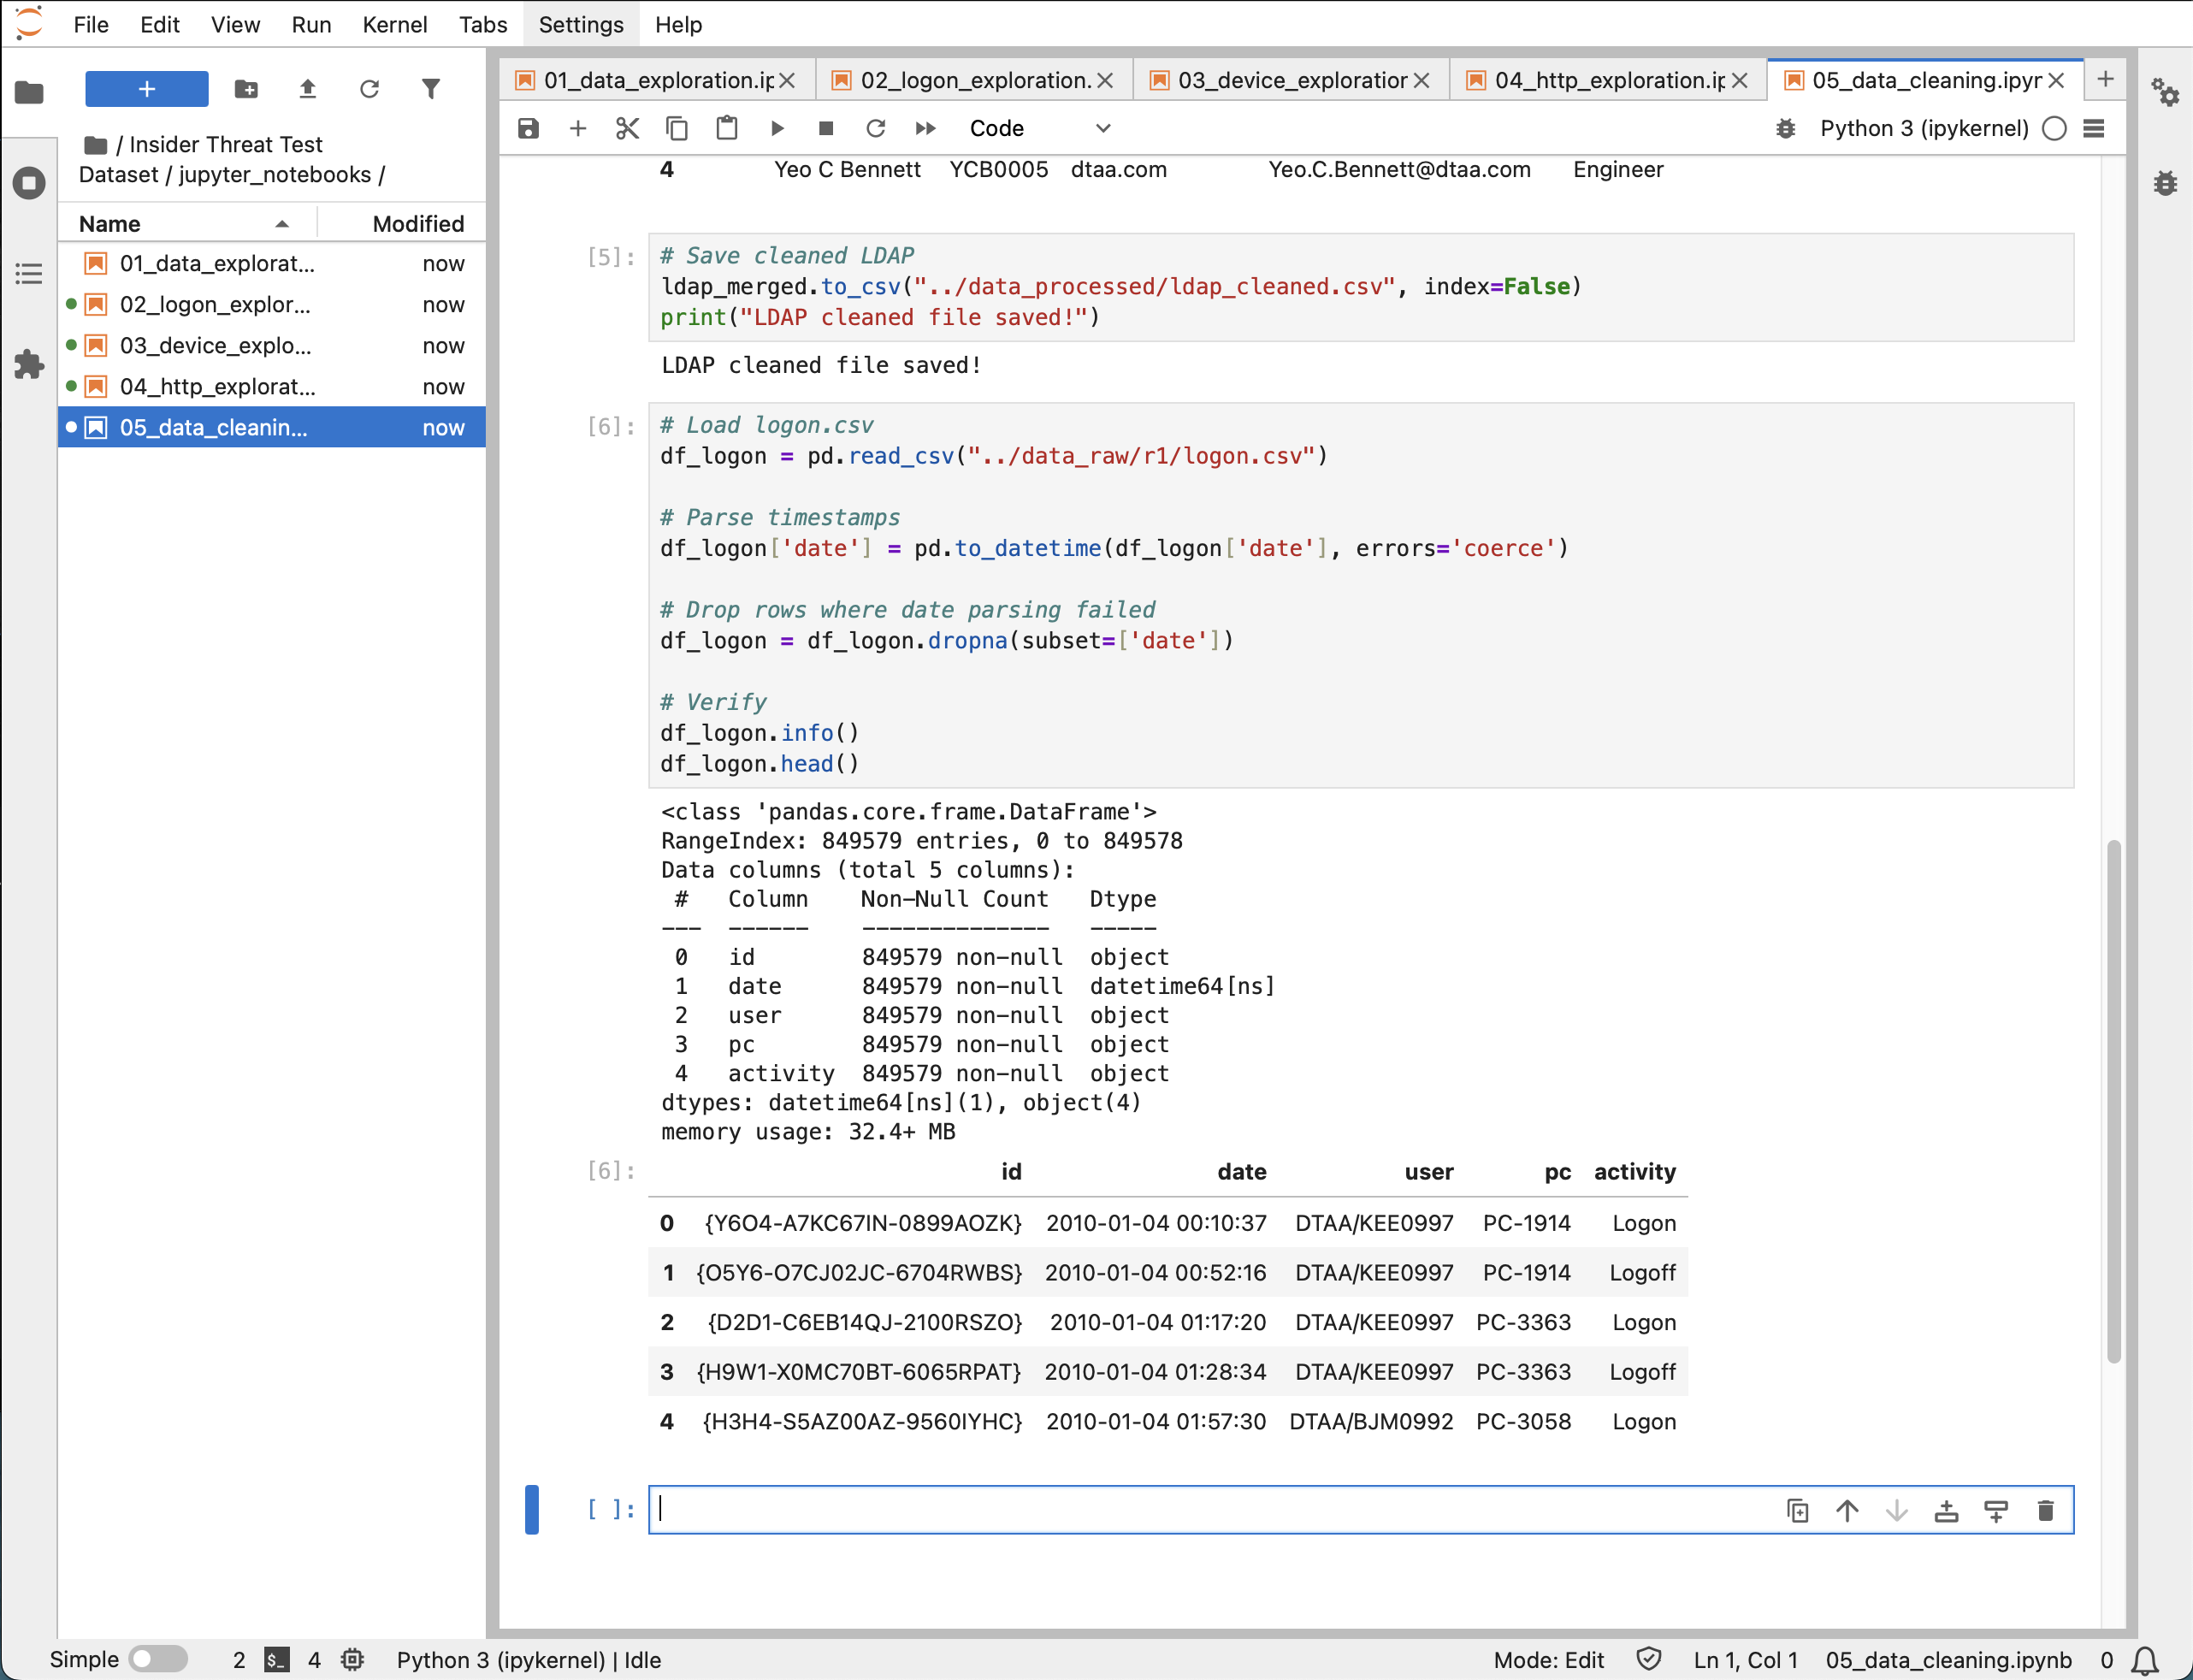 File Edit View Run Kernel Tabs Settings Help
/ Insider Threat Test
Dataset / jupyter_notebooks /
Name Modified
01_data_explorat... now
02_logon_explor... now
03_device_explo... now
04_http_explorat... now
05_data_cleanin... now
01_data_exploration.ip 02_logon_exploration. 03_device_exploration 04_http_exploration.ip 05_data_cleaning.ipyn
Code Python 3 (ipykernel)
4 Yeo C Bennett YCB0005 dtaa.com Yeo.C.Bennett@dtaa.com Engineer
[5]: # Save cleaned LDAP
ldap_merged.to_csv("../data_processed/ldap_cleaned.csv", index=False)
print("LDAP cleaned file saved!")
LDAP cleaned file saved!
[6]: # Load logon.csv
df_logon = pd.read_csv("../data_raw/r1/logon.csv")
# Parse timestamps
df_logon['date'] = pd.to_datetime(df_logon['date'], errors='coerce')
# Drop rows where date parsing failed
df_logon = df_logon.dropna(subset=['date'])
# Verify
df_logon.info()
df_logon.head()
<class 'pandas.core.frame.DataFrame'>
RangeIndex: 849579 entries, 0 to 849578
Data columns (total 5 columns):
# Column Non-Null Count Dtype
--- ------ -------------- -----
0 id 849579 non-null object
1 date 849579 non-null datetime64[ns]
2 user 849579 non-null object
3 pc 849579 non-null object
4 activity 849579 non-null object
dtypes: datetime64[ns](1), object(4)
memory usage: 32.4+ MB
[6]: id date user pc activity
0 {Y6O4-A7KC67IN-0899AOZK} 2010-01-04 00:10:37 DTAA/KEE0997 PC-1914 Logon
1 {O5Y6-O7CJ02JC-6704RWBS} 2010-01-04 00:52:16 DTAA/KEE0997 PC-1914 Logoff
2 {D2D1-C6EB14QJ-2100RSZO} 2010-01-04 01:17:20 DTAA/KEE0997 PC-3363 Logon
3 {H9W1-X0MC70BT-6065RPAT} 2010-01-04 01:28:34 DTAA/KEE0997 PC-3363 Logoff
4 {H3H4-S5AZ00AZ-9560IYHC} 2010-01-04 01:57:30 DTAA/BJM0992 PC-3058 Logon
[ ]:
Simple 2 $_ 4 Python 3 (ipykernel) | Idle Mode: Edit Ln 1, Col 1 05_data_cleaning.ipynb 0